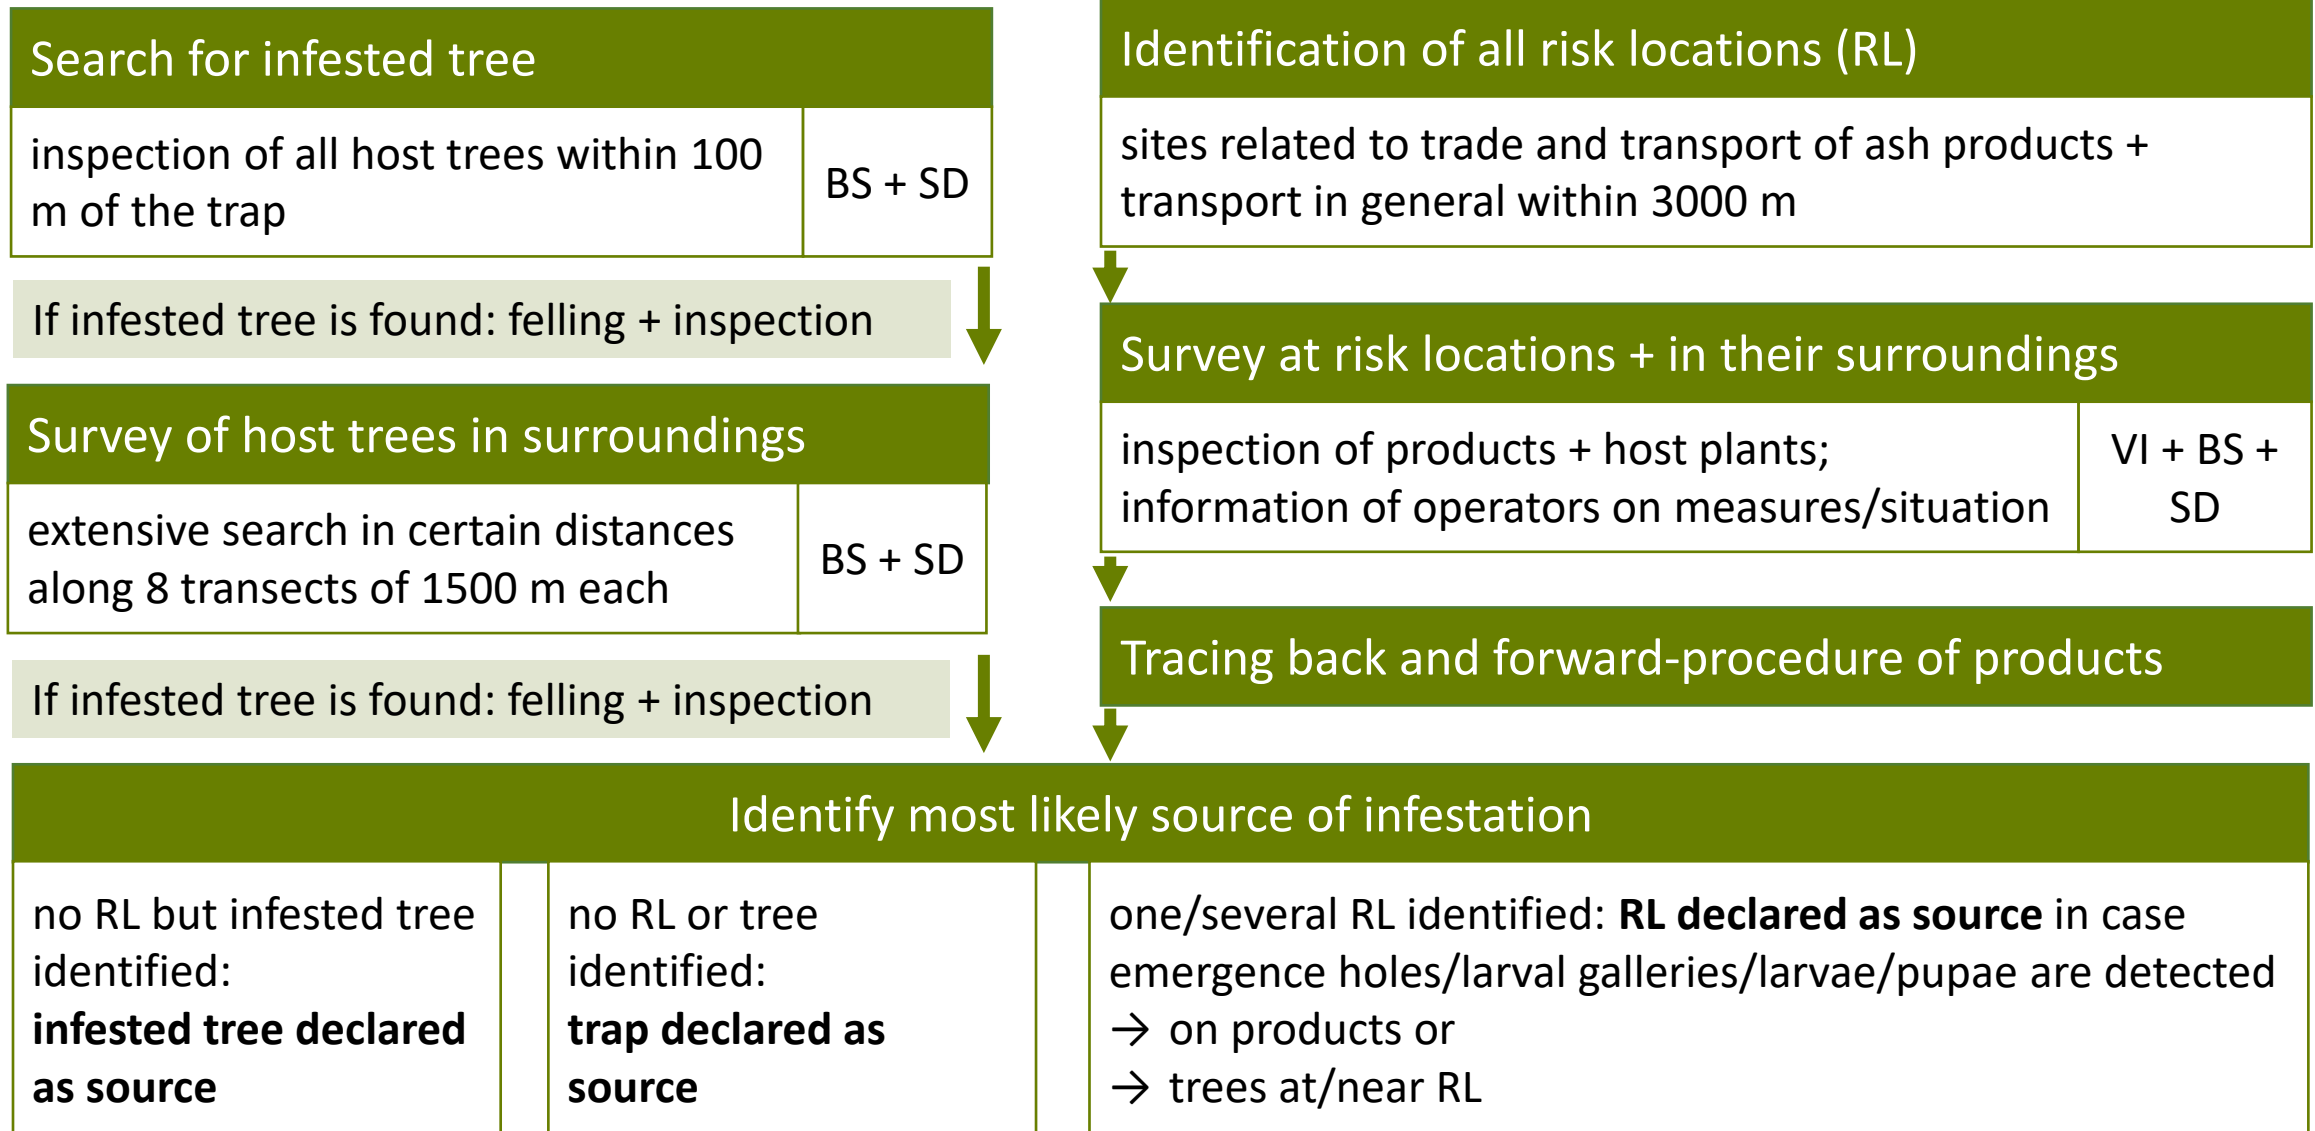 Search for infested tree
inspection of all host trees within 100
m of the trap
BS + SD
If infested tree is found: felling + inspection
Survey of host trees in surroundings
extensive search in certain distances
along 8 transects of 1500 m each
BS + SD
If infested tree is found: felling + inspection
Identification of all risk locations (RL)
sites related to trade and transport of ash products +
transport in general within 3000 m
Survey at risk locations + in their surroundings
inspection of products + host plants;
information of operators on measures/situation
VI + BS +
SD
Tracing back and forward-procedure of products
Identify most likely source of infestation
no RL but infested tree
identified:
infested tree declared
as source
no RL or tree
identified:
trap declared as
source
one/several RL identified: RL declared as source in case
emergence holes/larval galleries/larvae/pupae are detected
→ on products or
→ trees at/near RL